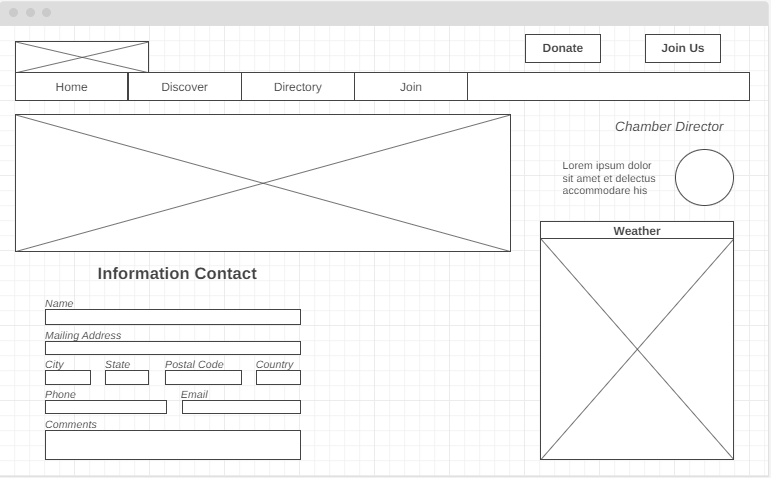 Donate
Join Us
Home
Discover
Directory
Join
Chamber Director
Lorem ipsum dolor
sit amet et delectus
accommodare his
Weather
Information Contact
Name
Mailing Address
City
State
Postal Code
Country
Phone
Email
Comments